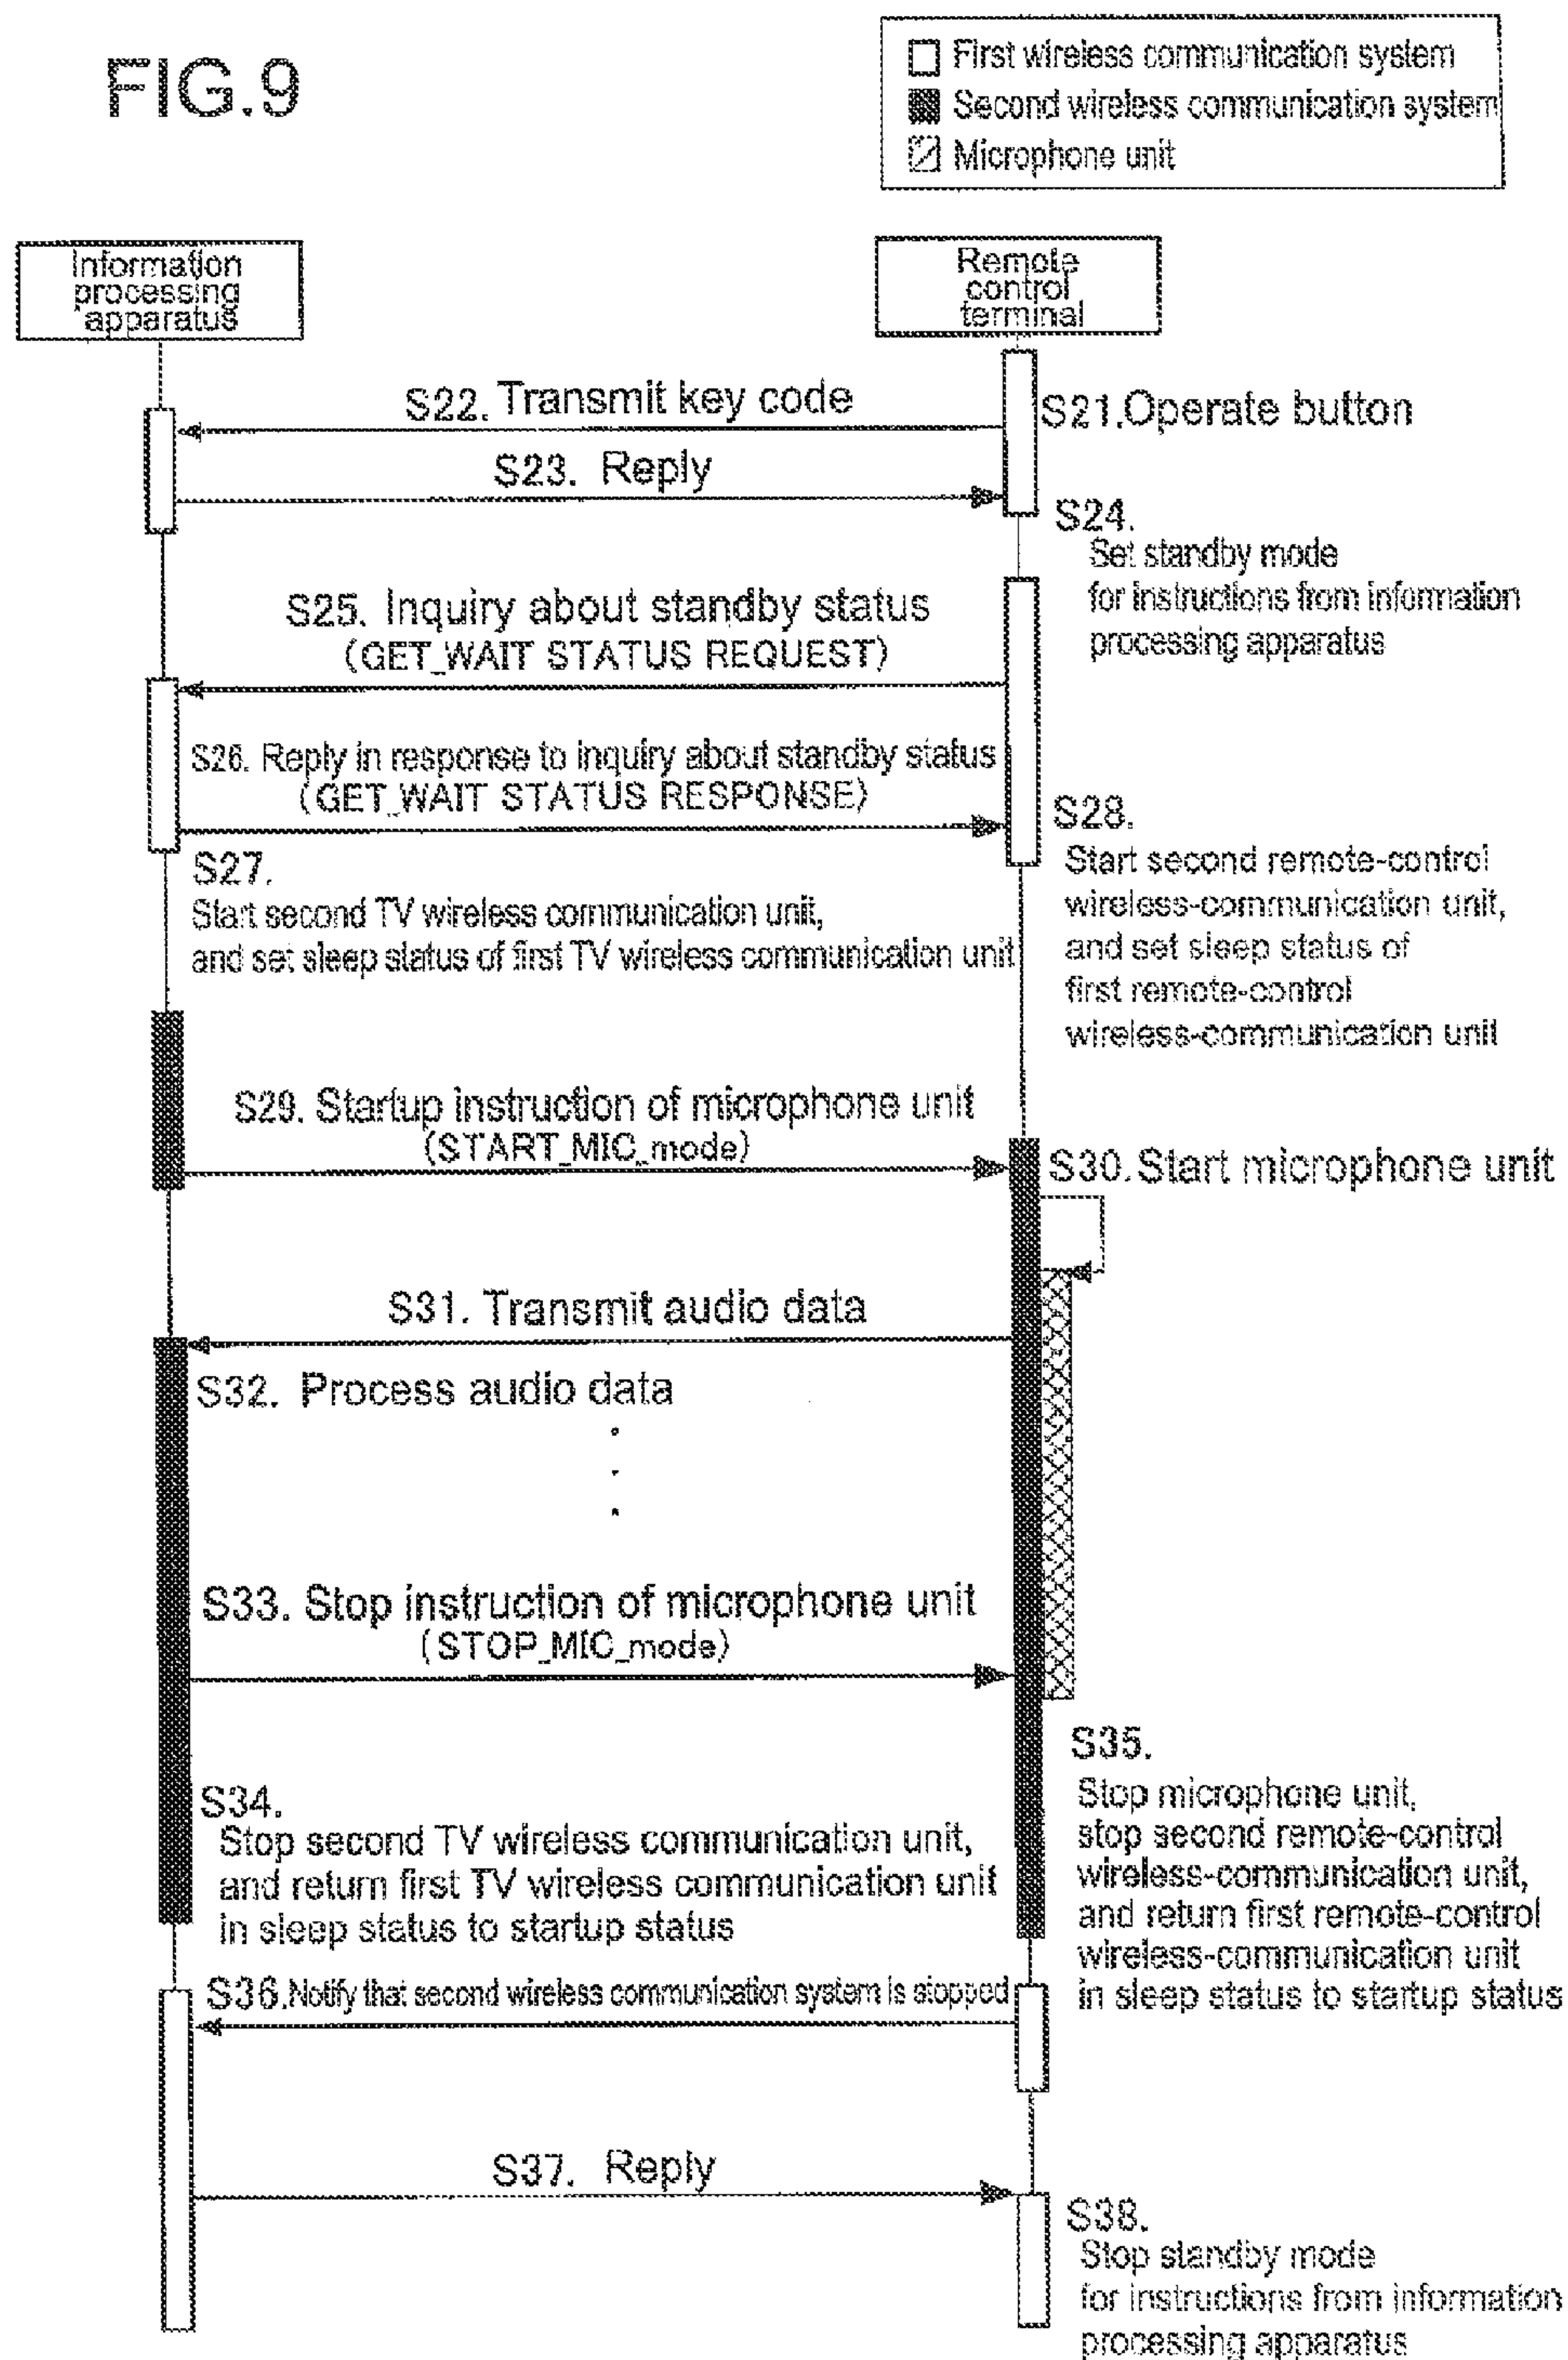 FIG.9
First wireless communication system
Second wireless communication system
Microphone unit
Information
processing
apparatus
Remote
control
terminal
S21.Operate button
S22. Transmit key code
S23. Reply
S24.
Set standby mode
for instructions from information
processing apparatus
S25. Inquiry about standby status
(GET_WAIT STATUS REQUEST)
S26. Reply in response to inquiry about standby status
(GET_WAIT STATUS RESPONSE)
S27.
Start second TV wireless communication unit,
and set sleep status of first TV wireless communication unit
S28.
Start second remote-control
wireless-communication unit,
and set sleep status of
first remote-control
wireless-communication unit
S29. Startup instruction of microphone unit
(START_MIC_mode)
S30. Start microphone unit
S31. Transmit audio data
S32. Process audio data
S33. Stop instruction of microphone unit
(STOP_MIC_mode)
S34.
Stop second TV wireless communication unit,
and return first TV wireless communication unit
in sleep status to startup status
S35.
Stop microphone unit,
stop second remote-control
wireless-communication unit,
and return first remote-control
wireless-communication unit
in sleep status to startup status
S36.Notify that second wireless communication system is stopped
S37. Reply
S38.
Stop standby mode
for instructions from information
processing apparatus